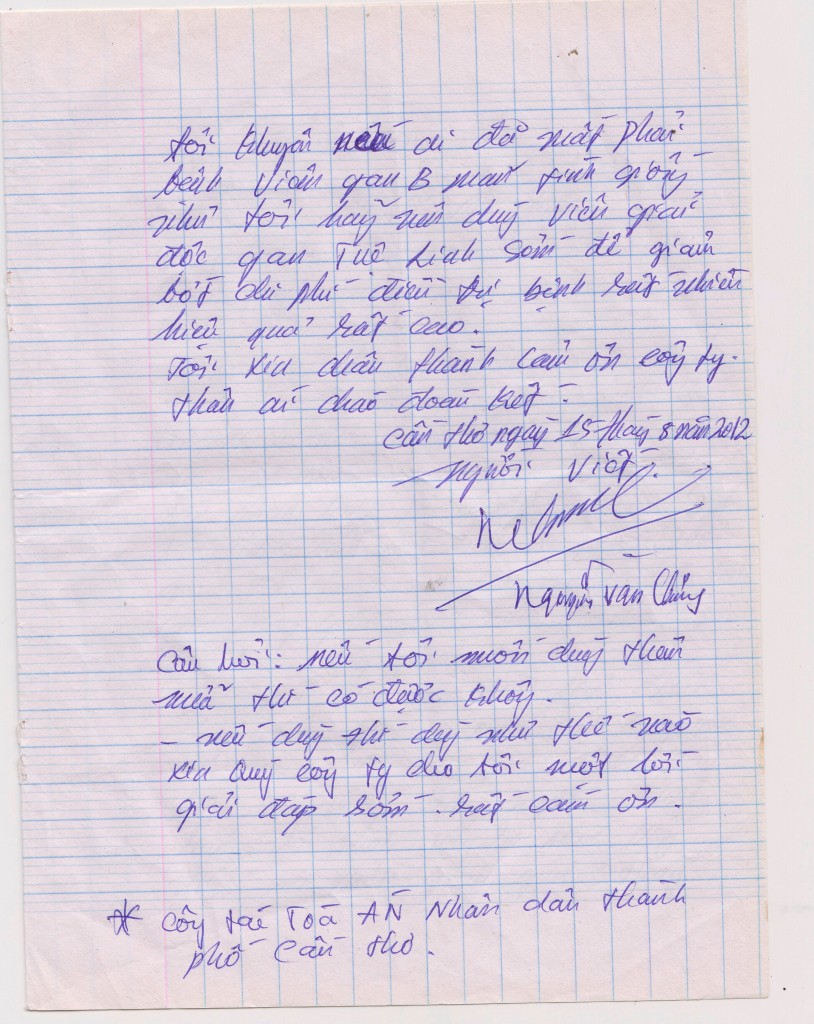 tôi khuyên nếu ai đã mắc phải
bệnh viêm gan B mãn tính giống
như tôi hãy nên dùng viên giải
độc gan Tuệ Linh sớm để giảm
bớt chi phí điều trị bệnh rất nhiều
hiệu quả rất cao.
Tôi xin chân thành cảm ơn công ty.
thân ái chào đoàn kết.
Cần thơ ngày 15 tháng 8 năm 2012
người viết.
Nguyễn Văn Chũng
Câu hỏi: nếu tôi muốn dùng thêm
nữa thì có được không.
- nếu dùng thì dùng như thế nào
xin Quý công ty cho tôi một lời
giải đáp sớm. rất cảm ơn.
* Công tác Toà ÁN Nhân dân thành
phố Cần thơ.